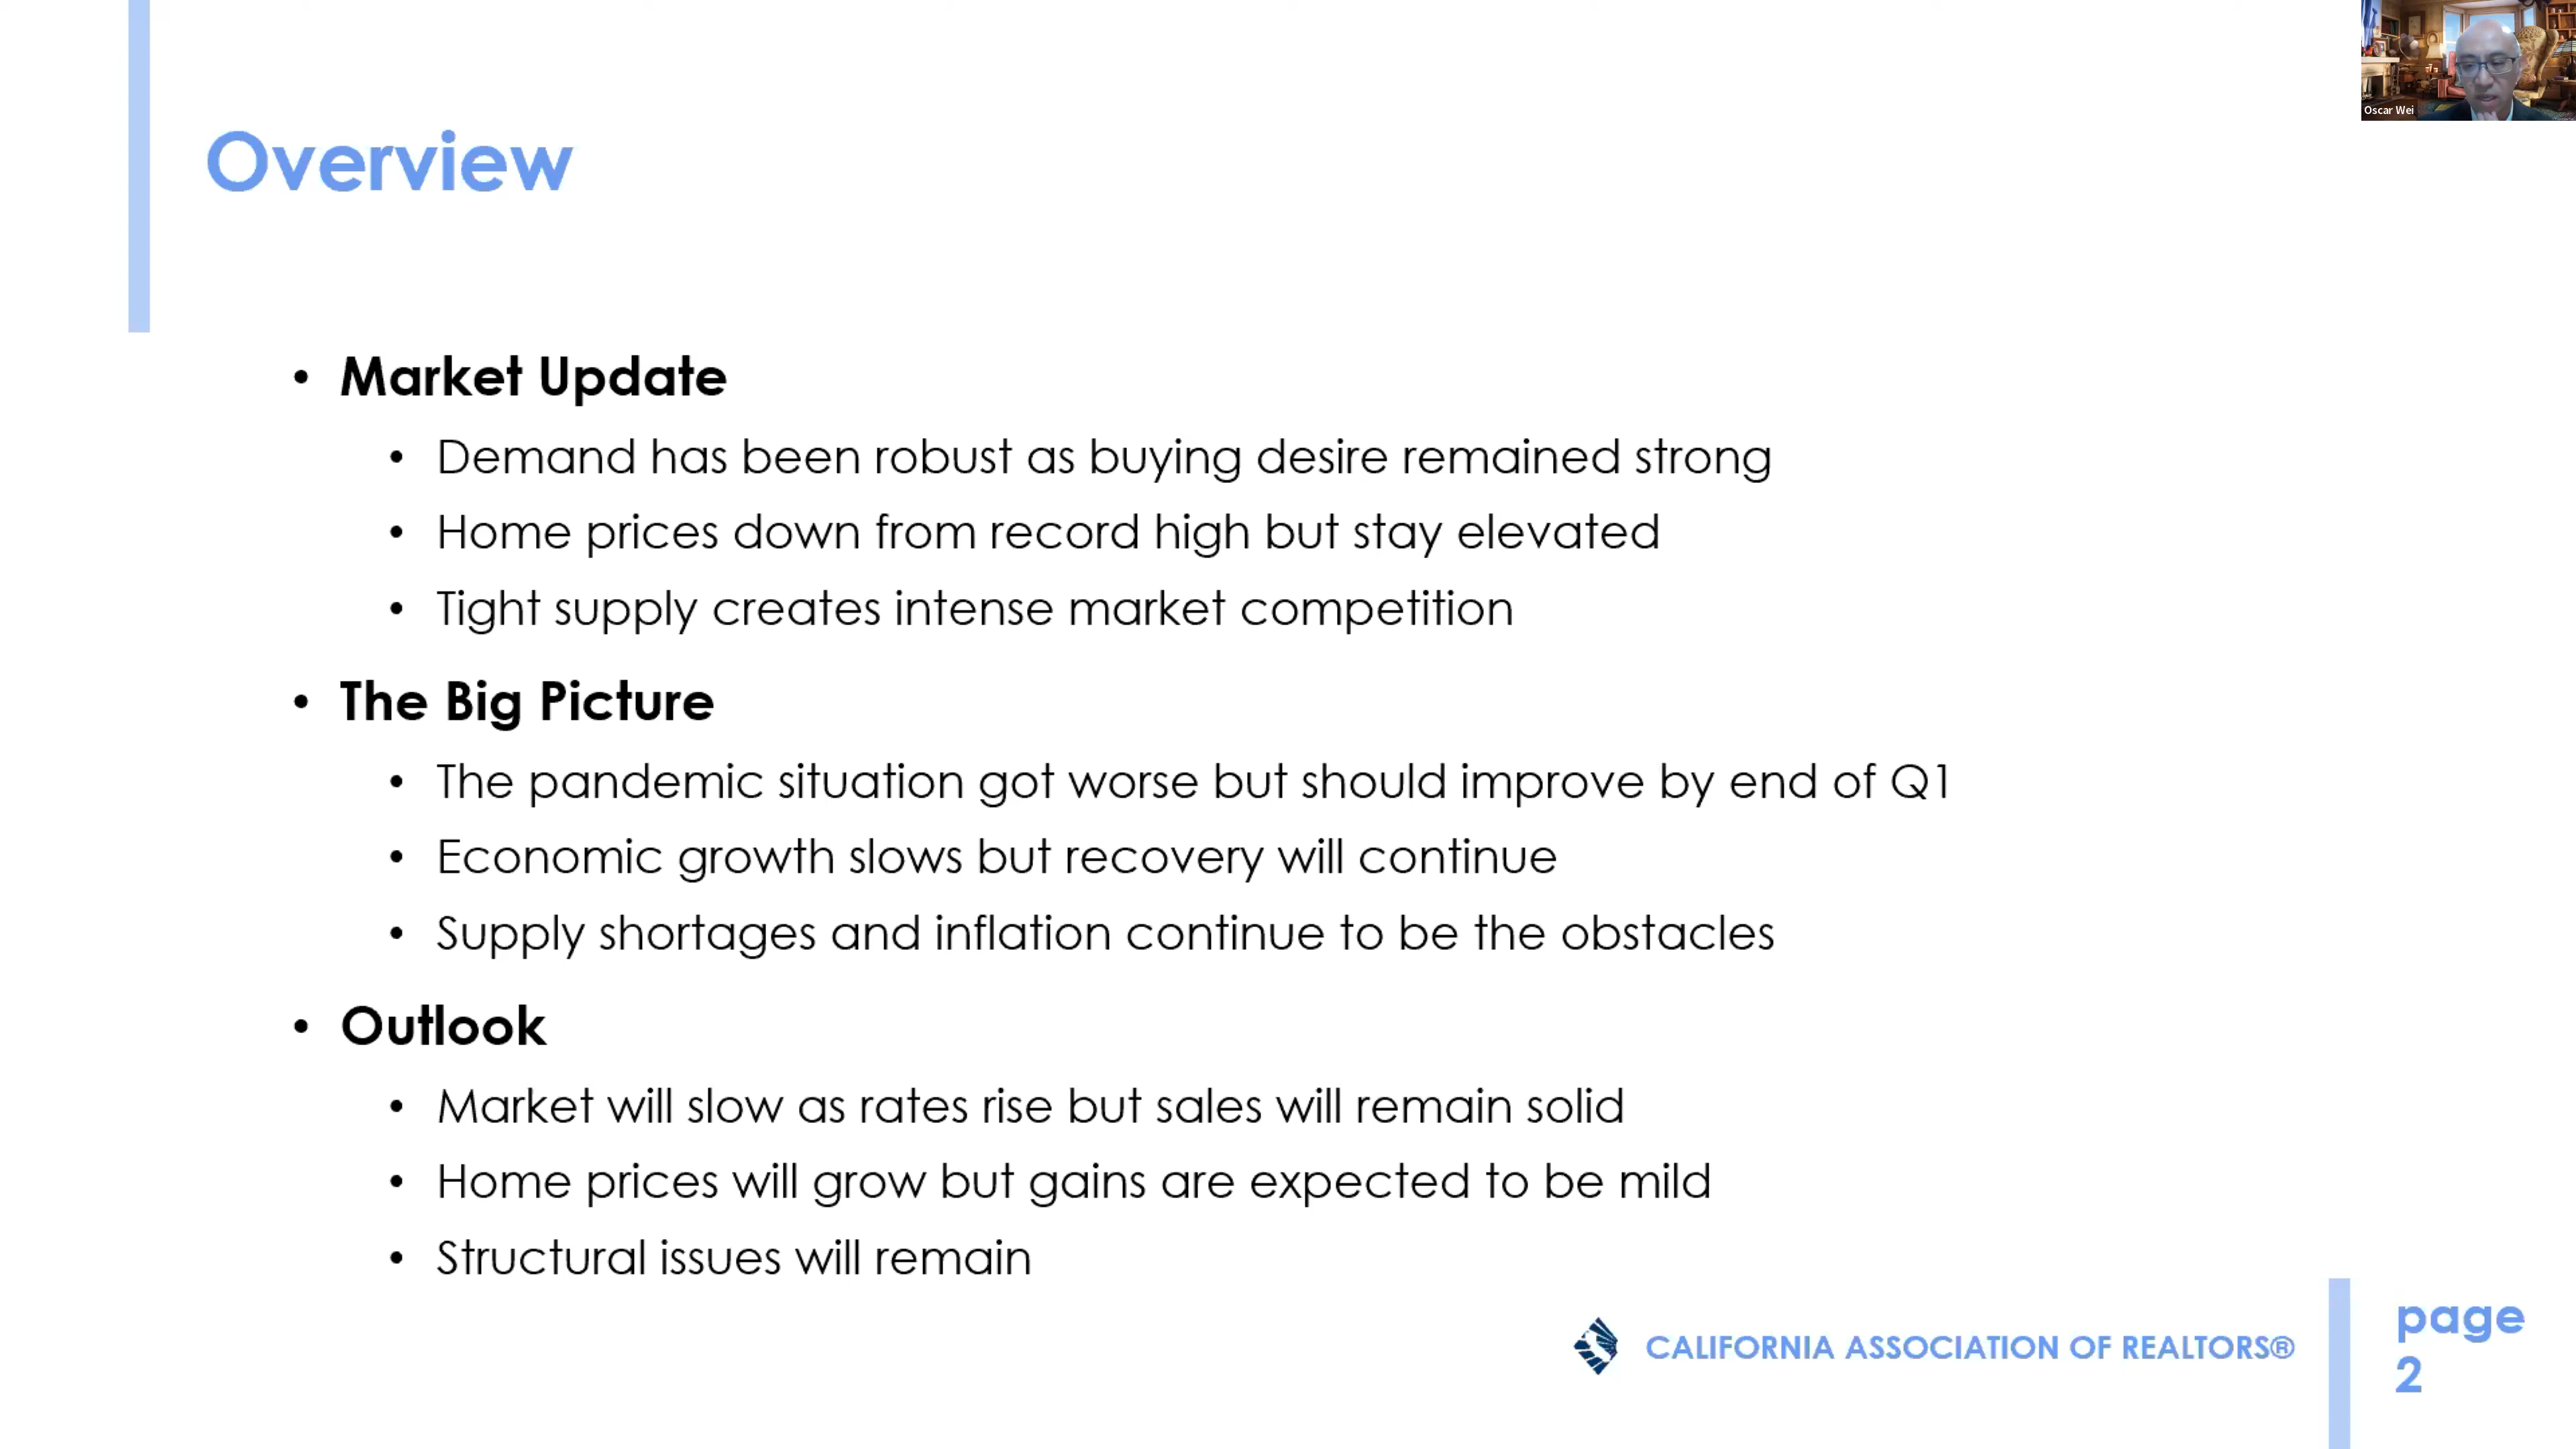 Oscar Wei
Overview
• Market Update
• Demand has been robust as buying desire remained strong
• Home prices down from record high but stay elevated
• Tight supply creates intense market competition
• The Big Picture
• The pandemic situation got worse but should improve by end of Q1
• Economic growth slows but recovery will continue
• Supply shortages and inflation continue to be the obstacles
• Outlook
• Market will slow as rates rise but sales will remain solid
• Home prices will grow but gains are expected to be mild
• Structural issues will remain
CALIFORNIA ASSOCIATION OF REALTORS®
page
2